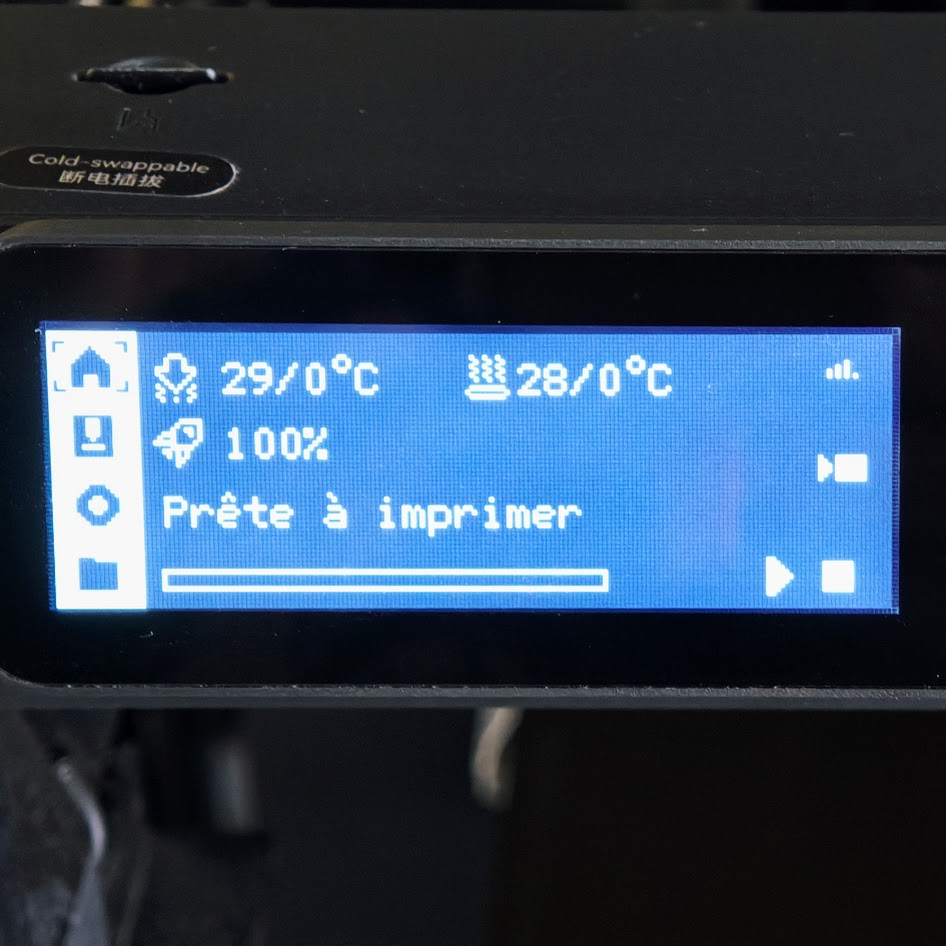 Cold-swappable
断电插拔
29/0°C 28/0°C
100%
Prête à imprimer